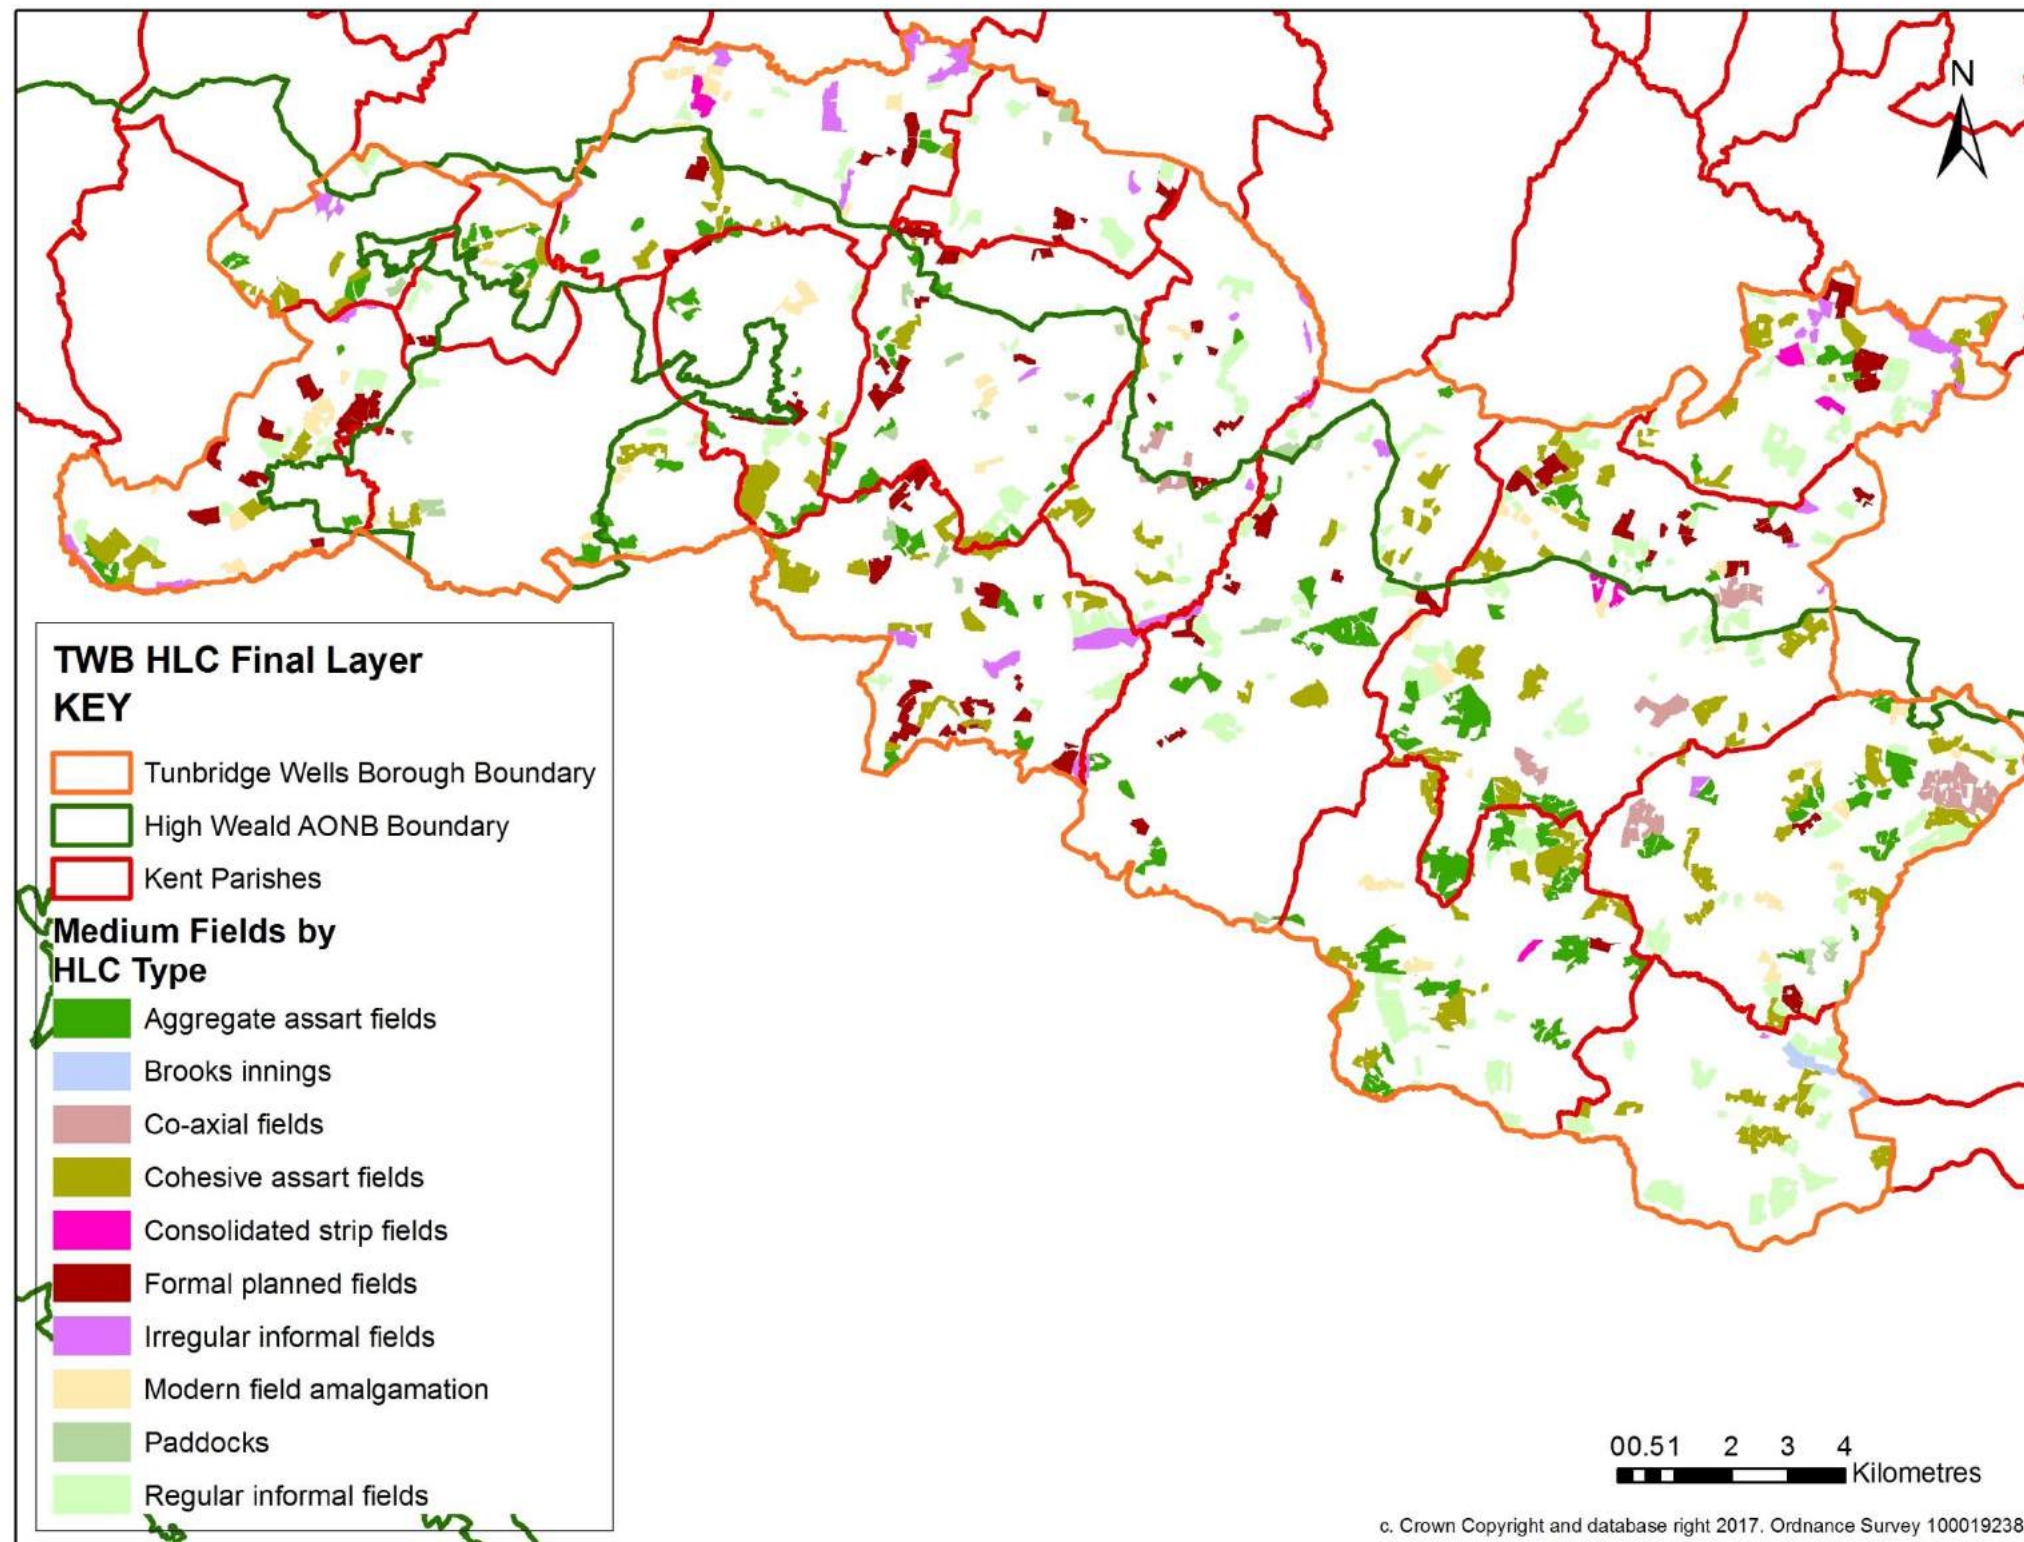 N
TWB HLC Final Layer
KEY
Tunbridge Wells Borough Boundary
High Weald AONB Boundary
Kent Parishes
Medium Fields by
HLC Type
Aggregate assart fields
Brooks innings
Co-axial fields
Cohesive assart fields
Consolidated strip fields
Formal planned fields
Irregular informal fields
Modern field amalgamation
Paddocks
Regular informal fields
00.51 2 3 4
Kilometres
c. Crown Copyright and database right 2017. Ordnance Survey 100019238